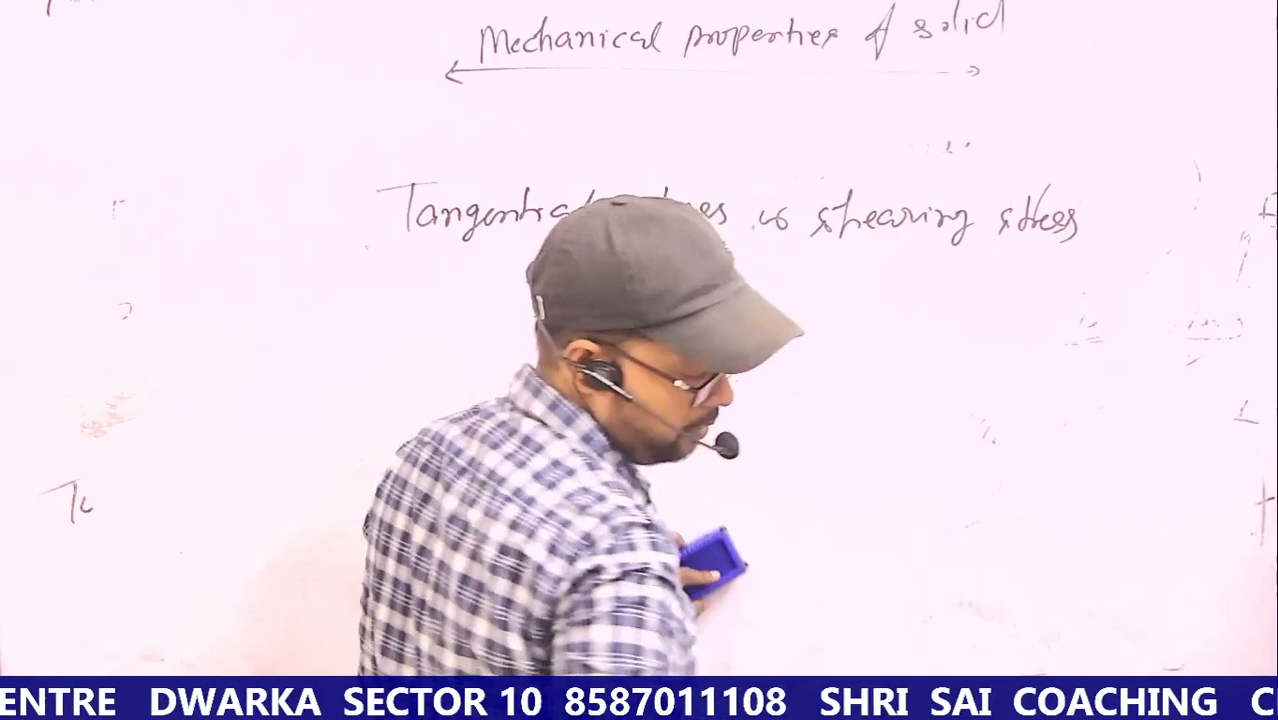 Mechanical properties of solid
Tangential is shearing stress
ENTRE DWARKA SECTOR 10 8587011108 SHRI SAI COACHING C